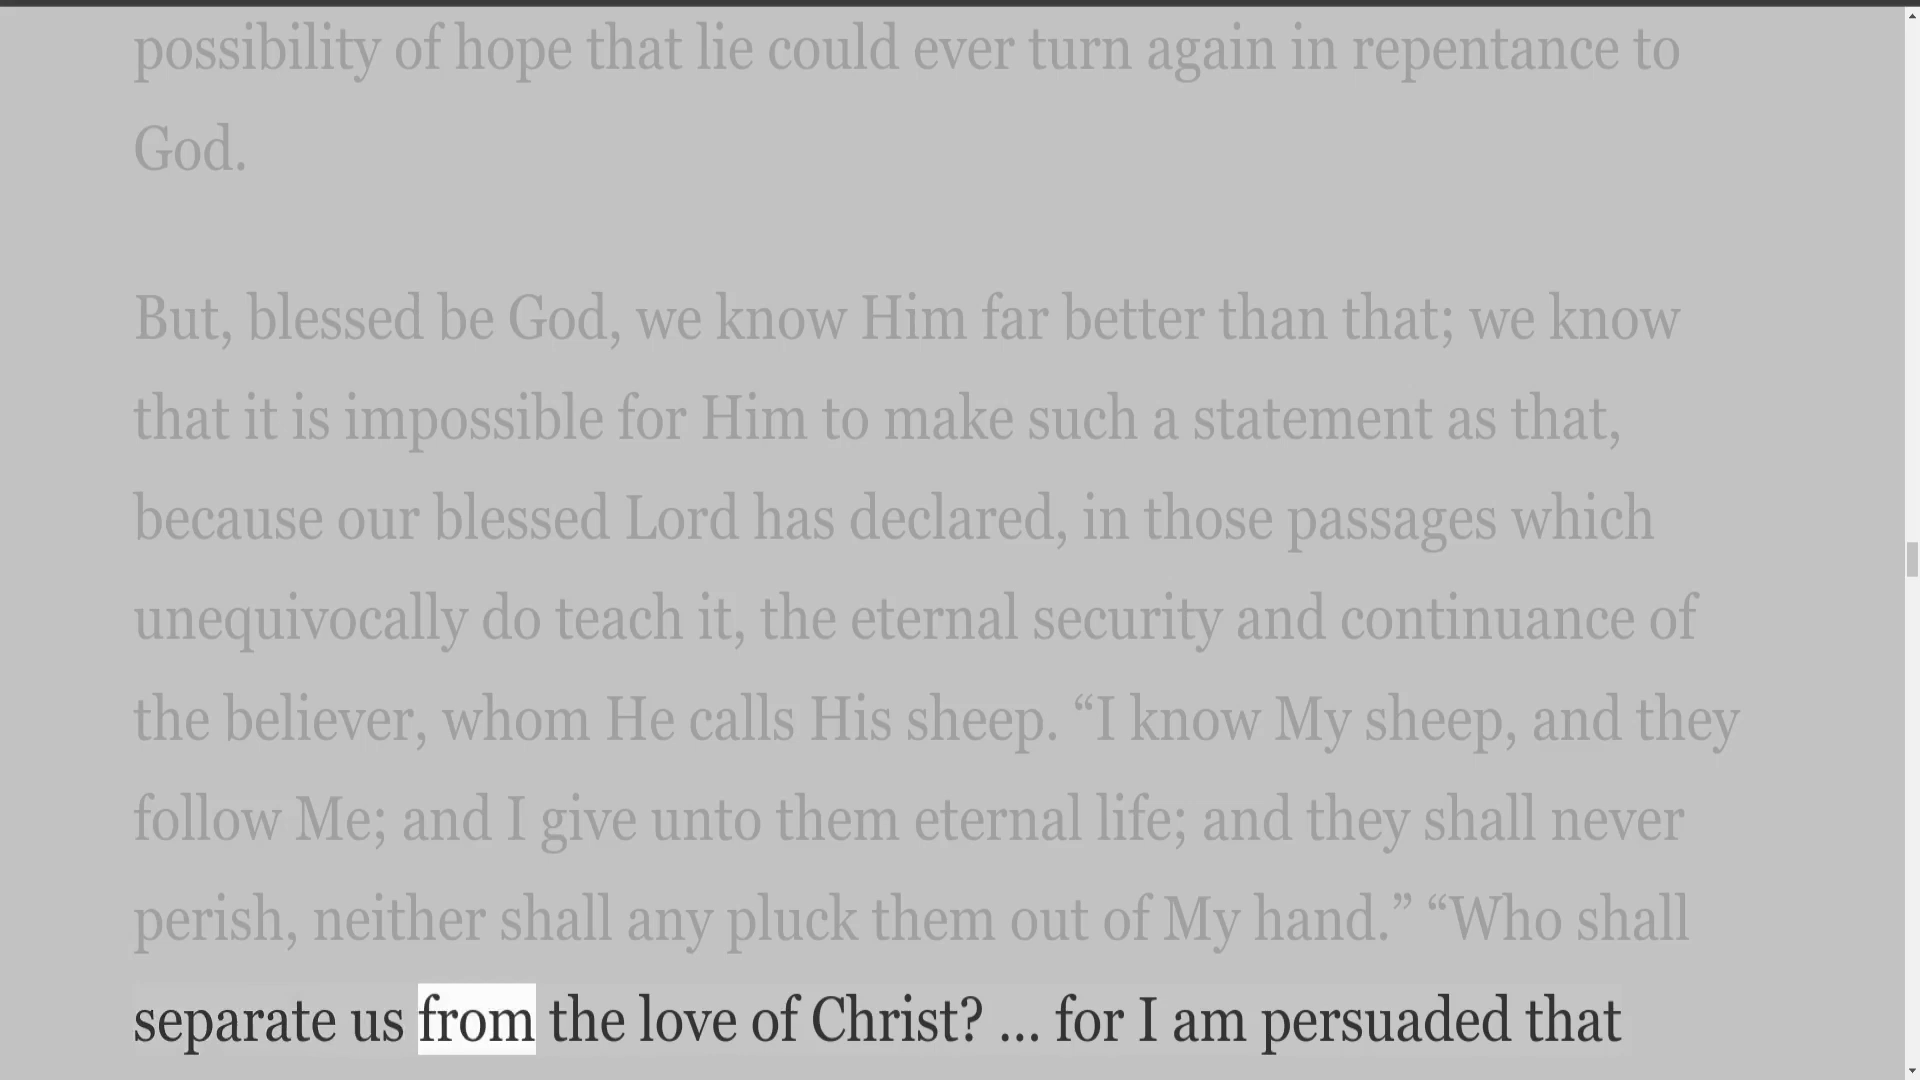 possibility of hope that lie could ever turn again in repentance to
God.
But, blessed be God, we know Him far better than that; we know
that it is impossible for Him to make such a statement as that,
because our blessed Lord has declared, in those passages which
unequivocally do teach it, the eternal security and continuance of
the believer, whom He calls His sheep. “I know My sheep, and they
follow Me; and I give unto them eternal life; and they shall never
perish, neither shall any pluck them out of My hand.” “Who shall
separate us from the love of Christ? ... for I am persuaded that